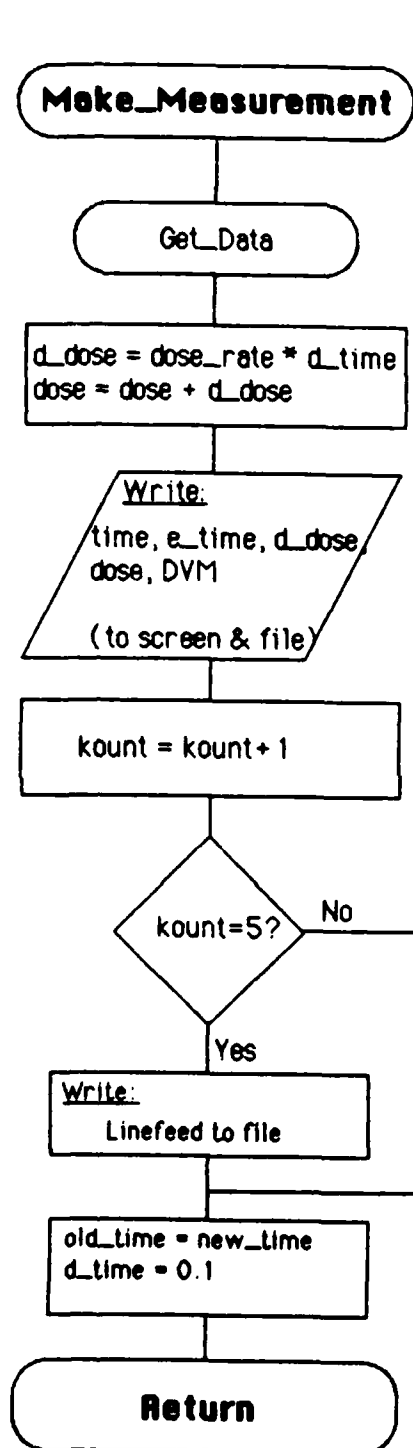 Make_Measurement
Get_Data
d_dose = dose_rate * d_time
dose = dose + d_dose
Write:
time, e_time, d_dose,
dose, DVM
(to screen & file)
kount = kount+ 1
kount=5?
No
Yes
Write:
Linefeed to file
old_time = new_time
d_time = 0.1
Return